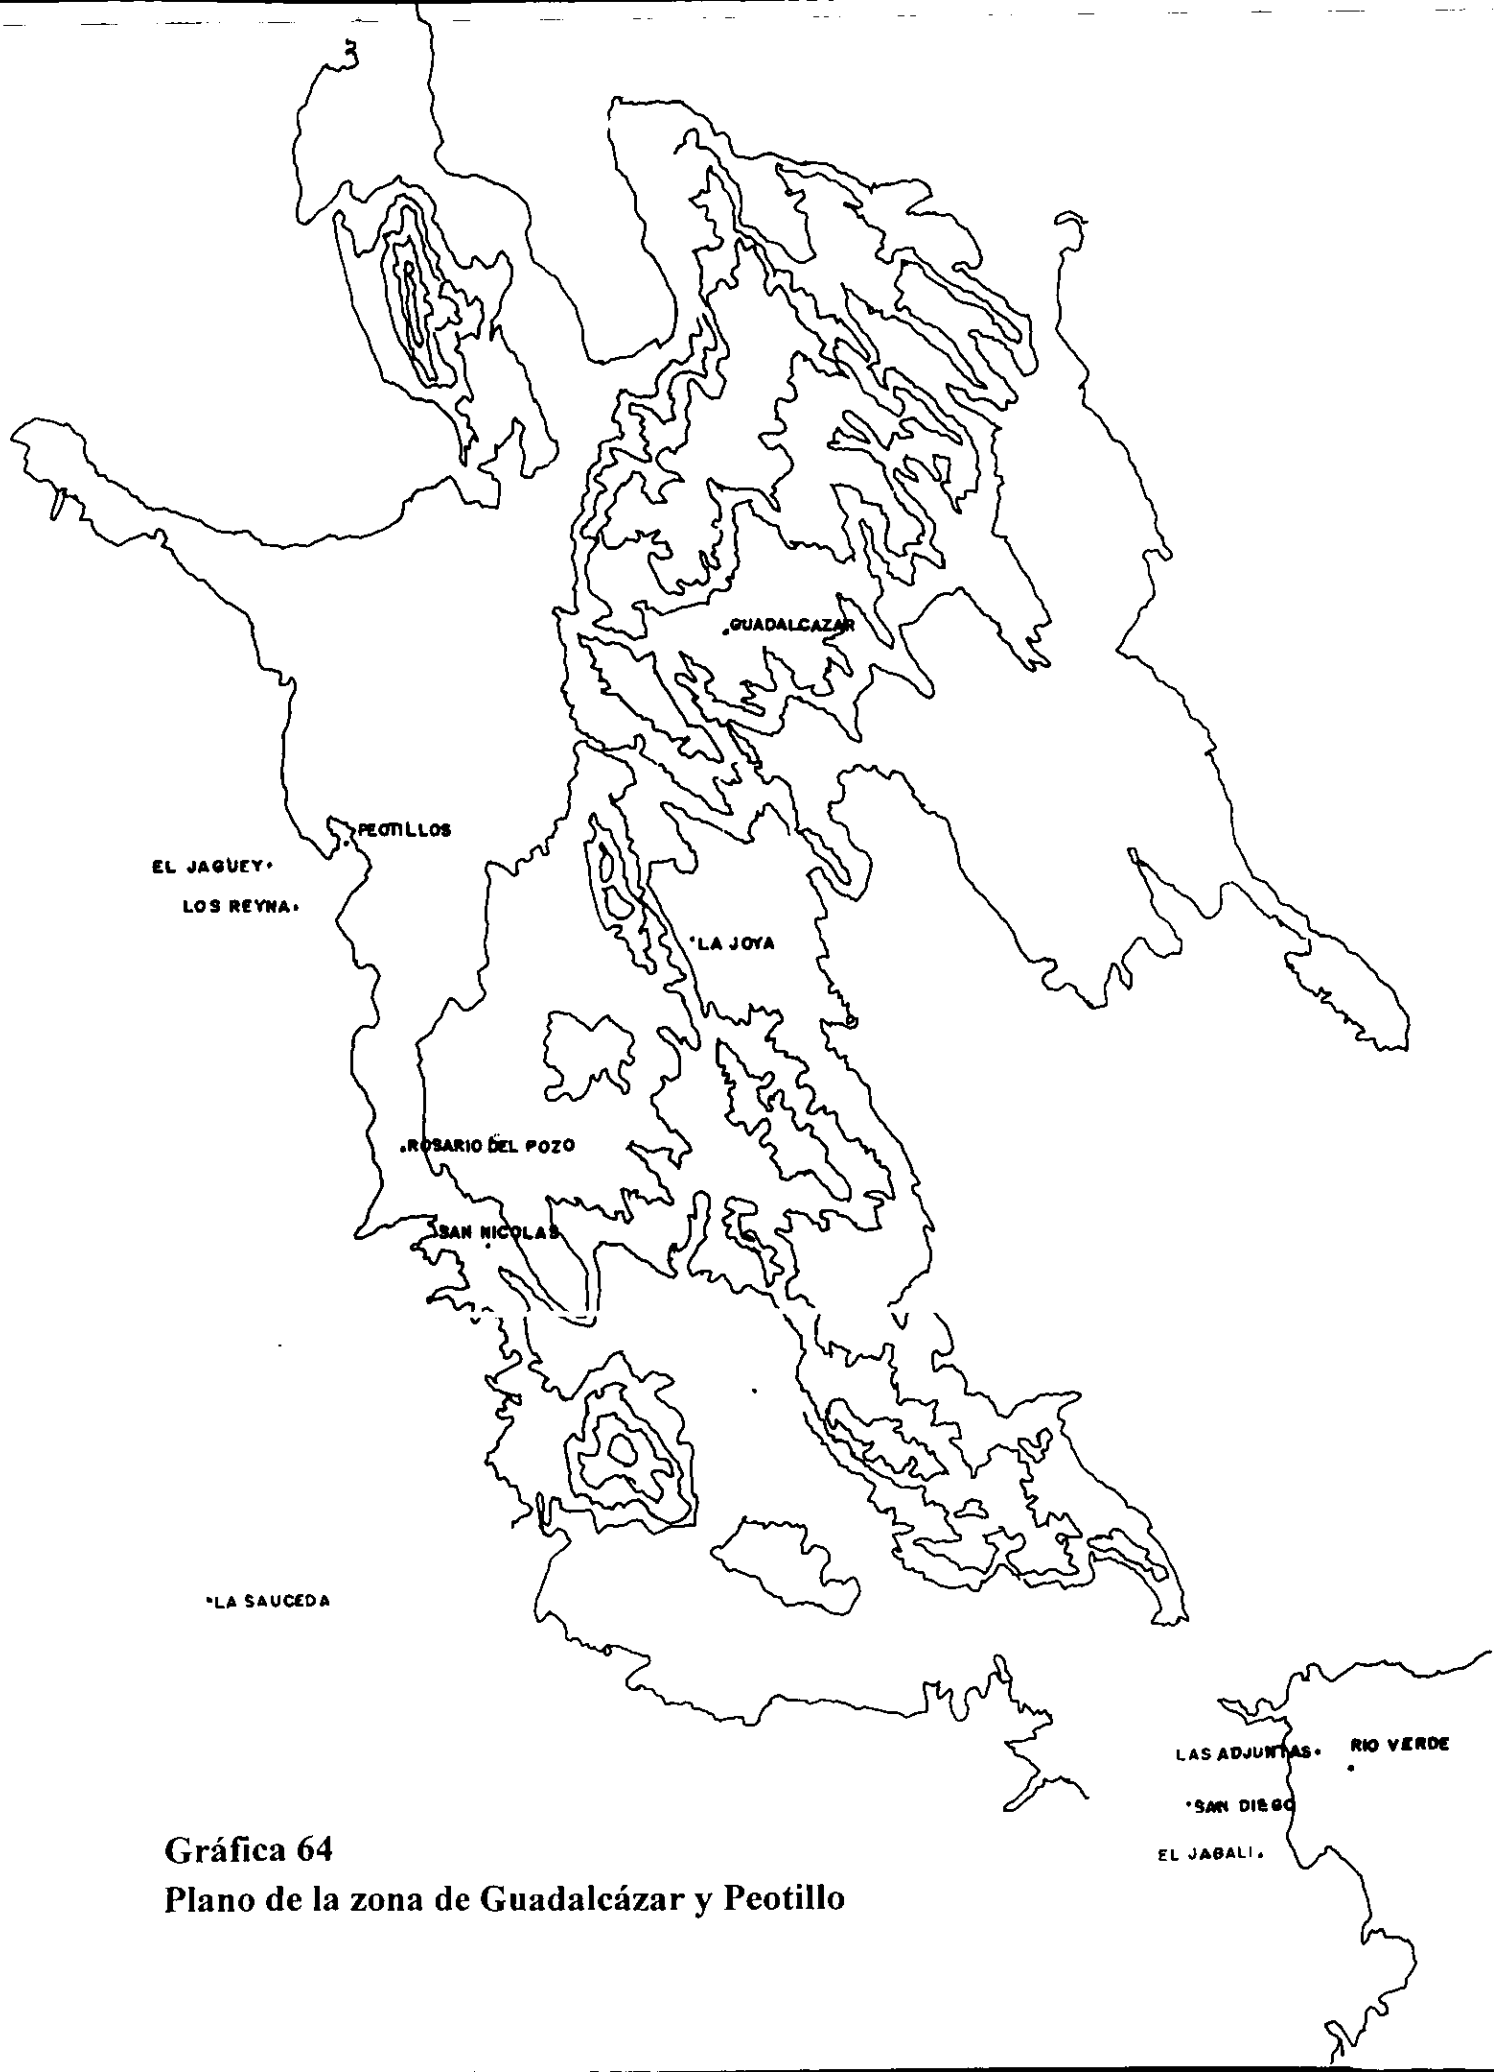 GUADALCAZAR
PEOTILLOS
EL JAGUEY
LOS REYNA
LA JOYA
ROSARIO DEL POZO
SAN NICOLAS
LA SAUCEDA
LAS ADJUNTAS
RIO VERDE
SAN DIEGO
EL JABALI
Gráfica 64
Plano de la zona de Guadalcázar y Peotillo